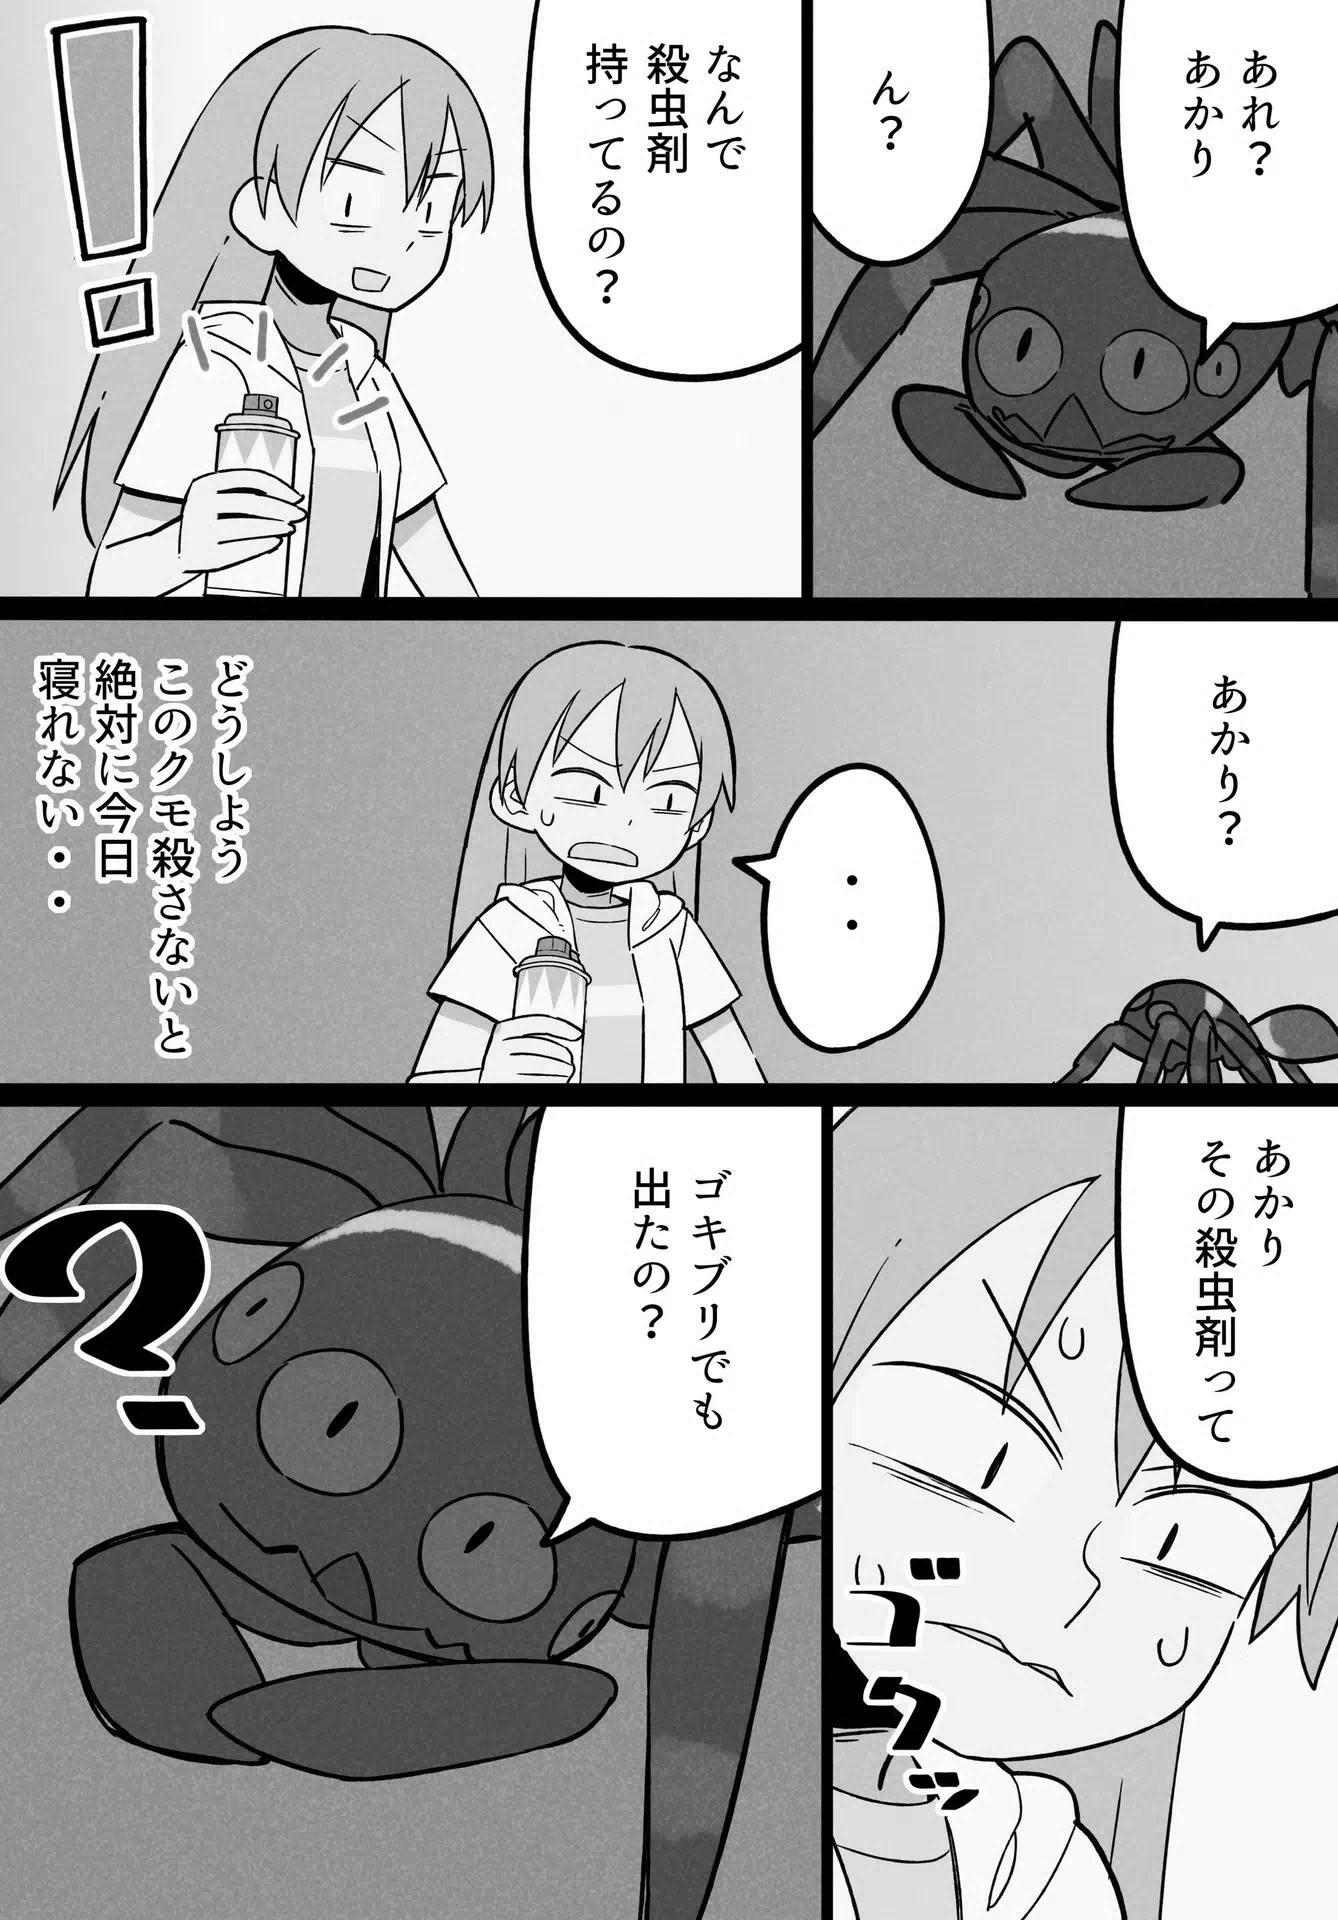 あれ？
あかり
ん？
なんで
殺虫剤
持ってるの？
あかり？
・・
どうしよう
このクモ殺さないと
絶対に今日
寝れない・・・
あかり
その殺虫剤って
ゴクッ
ゴキブリでも
出たの？
？